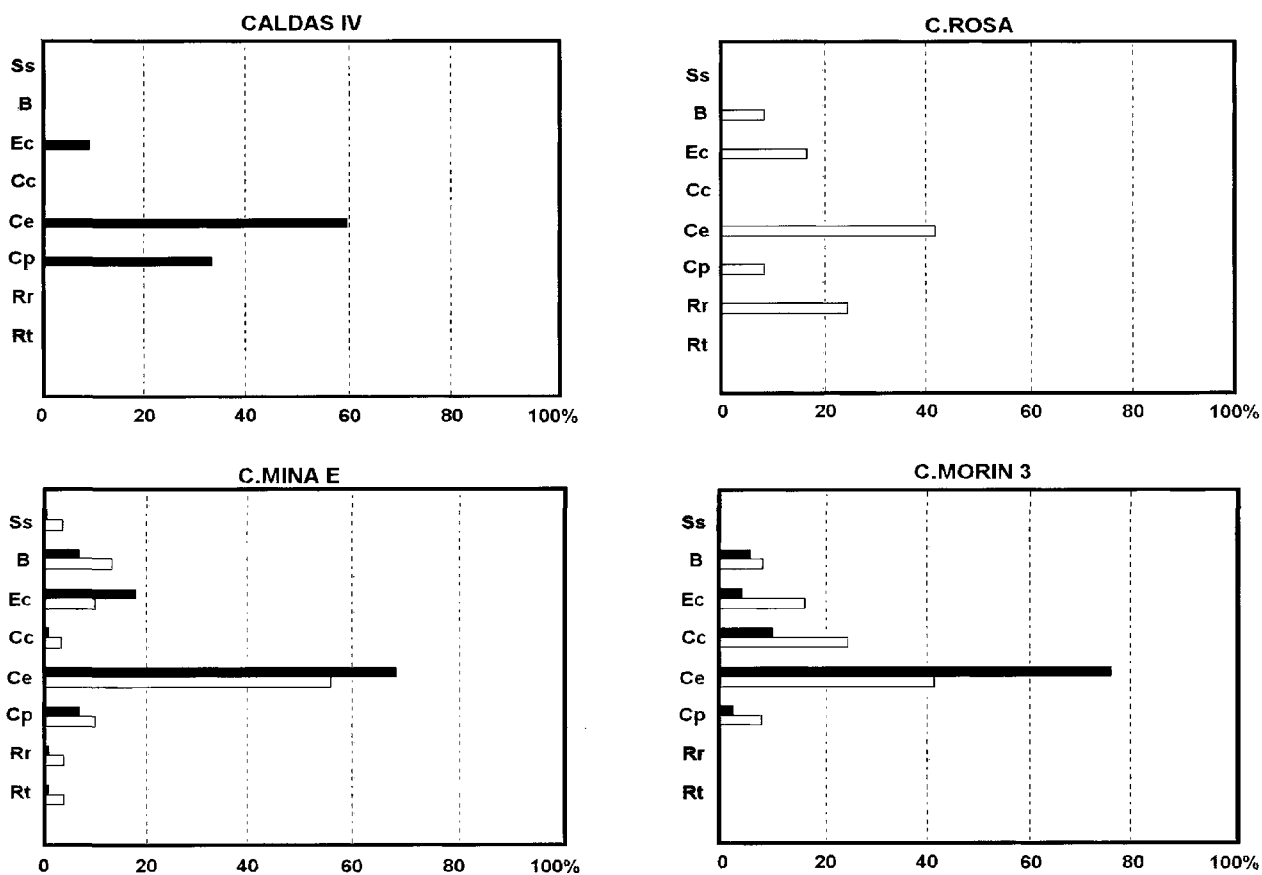 CALDAS IV
Ss
B
Ec
Cc
Ce
Cp
Rr
Rt
0 20 40 60 80 100%
C.ROSA
Ss
B
Ec
Cc
Ce
Cp
Rr
Rt
0 20 40 60 80 100%
C.MINA E
Ss
B
Ec
Cc
Ce
Cp
Rr
Rt
0 20 40 60 80 100%
C.MORIN 3
Ss
B
Ec
Cc
Ce
Cp
Rr
Rt
0 20 40 60 80 100%